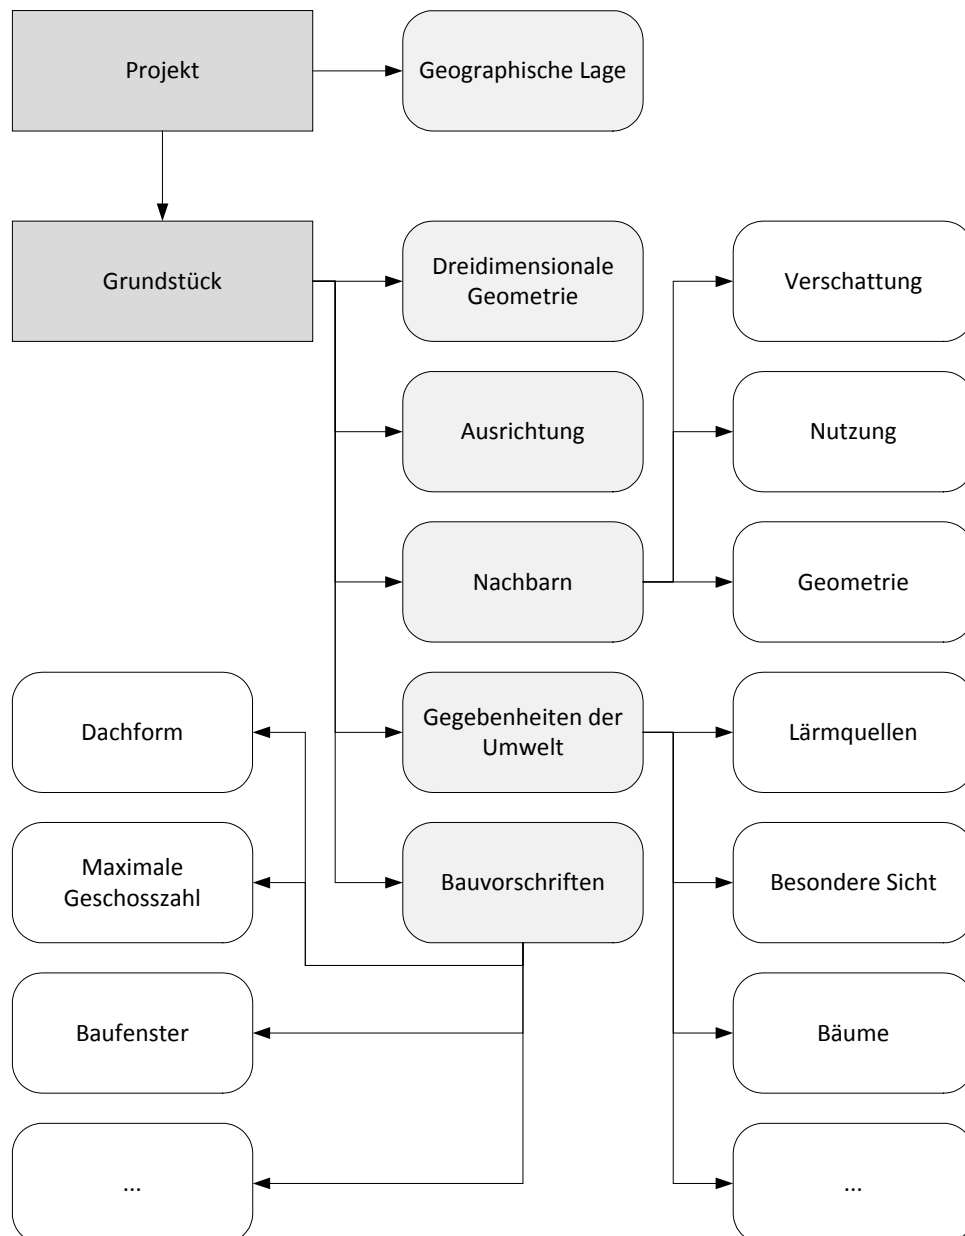 Projekt
Geographische Lage
Grundstück
Dreidimensionale
Geometrie
Verschattung
Ausrichtung
Nutzung
Nachbarn
Geometrie
Dachform
Gegebenheiten der
Umwelt
Lärmquellen
Maximale
Geschosszahl
Bauvorschriften
Besondere Sicht
Baufenster
Bäume
...
...